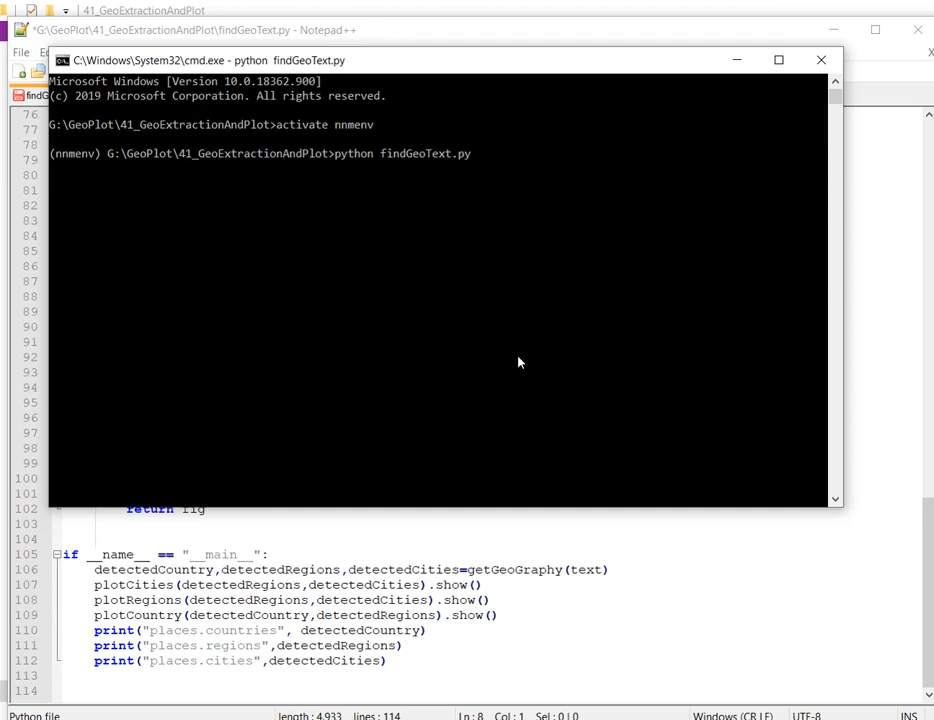 41_GeoExtractionAndPlot
*G:\GeoPlot\41_GeoExtractionAndPlot\findGeoText.py - Notepad++
File
C:\Windows\System32\cmd.exe - python  findGeoText.py
Microsoft Windows [Version 10.0.18362.900]
(c) 2019 Microsoft Corporation. All rights reserved.
G:\GeoPlot\41_GeoExtractionAndPlot>activate nnmenv
(nnmenv) G:\GeoPlot\41_GeoExtractionAndPlot>python findGeoText.py
76
77
78
79
80
81
82
83
84
85
86
87
88
89
90
91
92
93
94
95
96
97
98
99
100
101
102 return fig
103
104
105 if __name__ == "__main__":
106 detectedCountry,detectedRegions,detectedCities=getGeoGraphy(text)
107 plotCities(detectedRegions,detectedCities).show()
108 plotRegions(detectedRegions,detectedCities).show()
109 plotCountry(detectedCountry,detectedRegions).show()
110 print("places.countries", detectedCountry)
111 print("places.regions",detectedRegions)
112 print("places.cities",detectedCities)
113
114
Python file length : 4,933 lines : 114 Ln : 8 Col : 1 Sel : 0 | 0 Windows (CR LF) UTF-8 INS